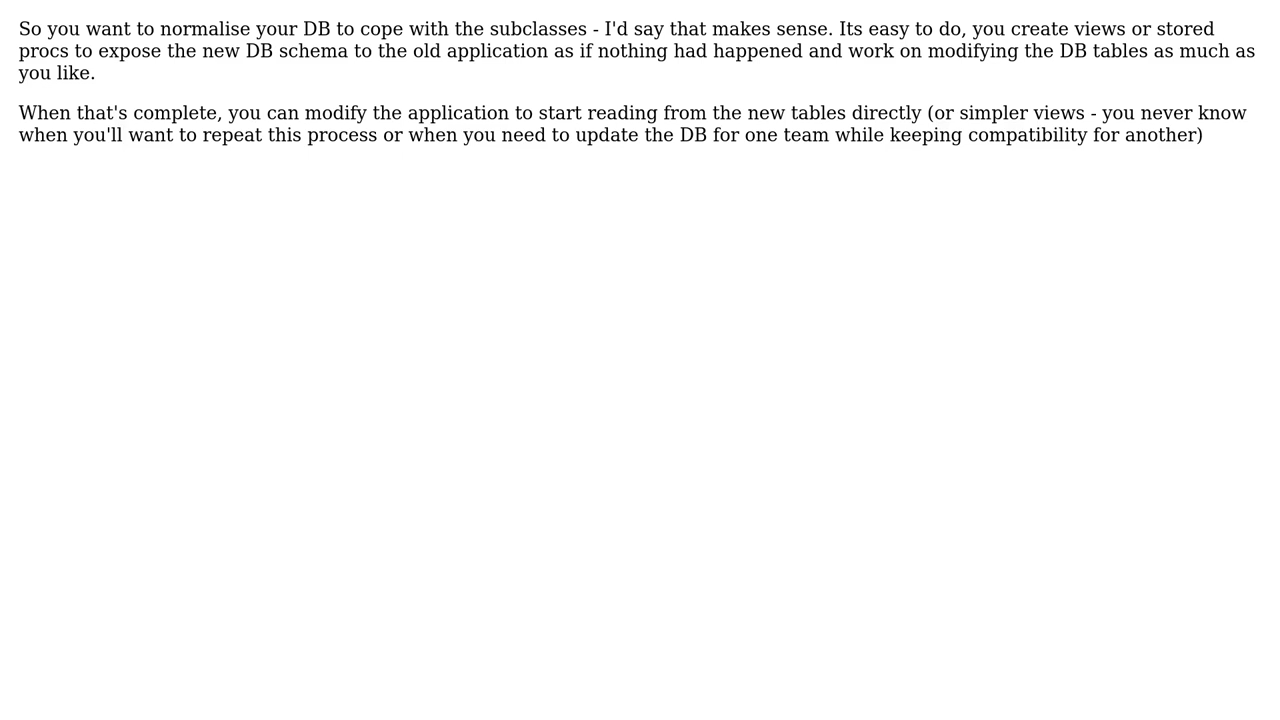 So you want to normalise your DB to cope with the subclasses - I'd say that makes sense. Its easy to do, you create views or stored
procs to expose the new DB schema to the old application as if nothing had happened and work on modifying the DB tables as much as
you like.
When that's complete, you can modify the application to start reading from the new tables directly (or simpler views - you never know
when you'll want to repeat this process or when you need to update the DB for one team while keeping compatibility for another)